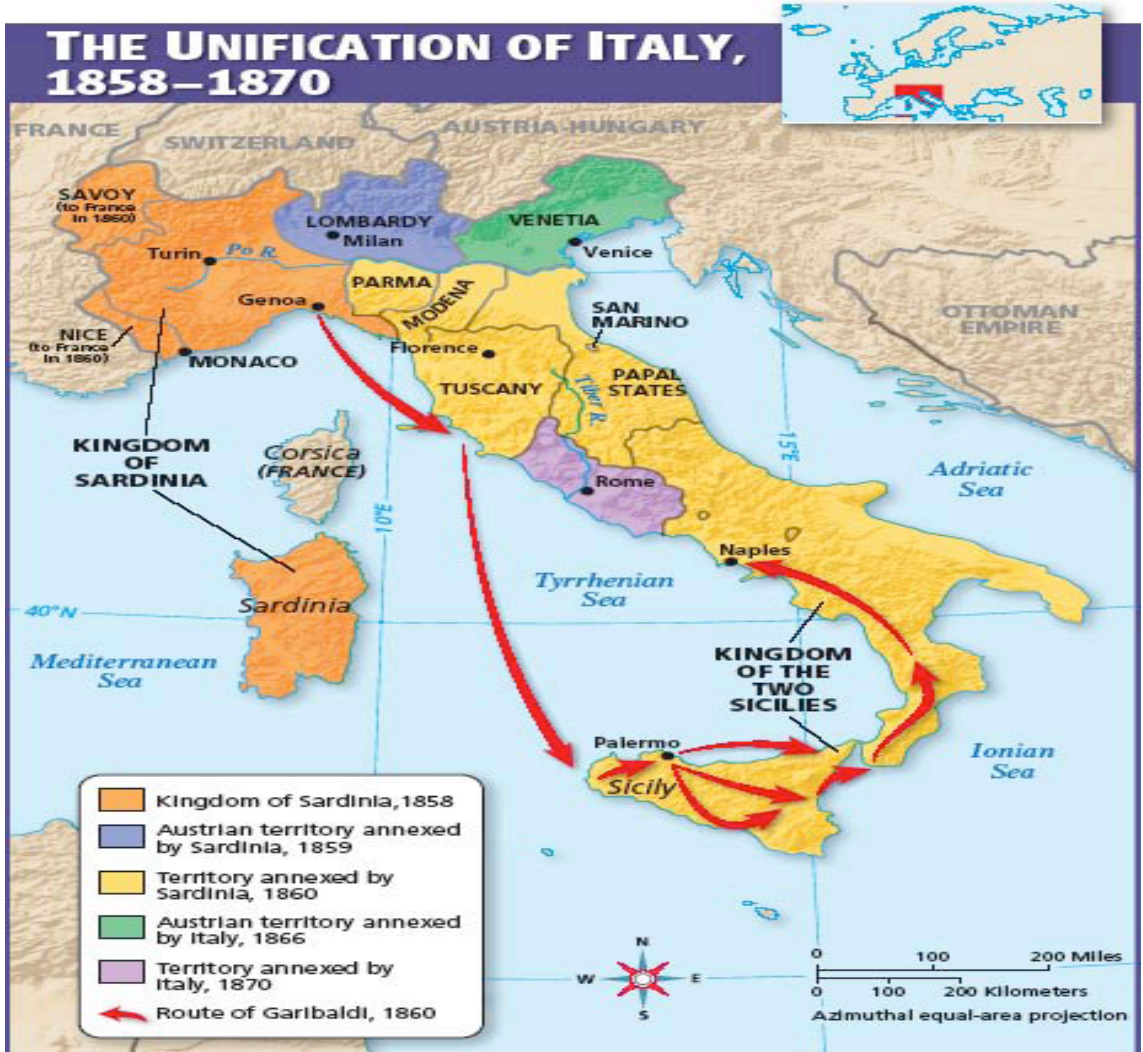 THE UNIFICATION OF ITALY,
1858–1870
FRANCE
SWITZERLAND
AUSTRIA-HUNGARY
SAVOY
(to France
in 1860)
LOMBARDY
Milan
VENETIA
Venice
Turin
Po R.
PARMA
MODENA
Genoa
SAN
MARINO
OTTOMAN
EMPIRE
NICE
(to France
in 1860)
MONACO
Florence
TUSCANY
Tiber R.
PAPAL
STATES
KINGDOM
OF
SARDINIA
Corsica
(FRANCE)
10°E
15°E
Rome
Adriatic
Sea
Naples
Tyrrhenian
Sea
40°N
Sardinia
Mediterranean
Sea
KINGDOM
OF THE
TWO
SICILIES
Palermo
Sicily
Ionian
Sea
Kingdom of Sardinia,1858
Austrian territory annexed
by Sardinia, 1859
Territory annexed by
Sardinia, 1860
Austrian territory annexed
by Italy, 1866
Territory annexed by
Italy, 1870
Route of Garibaldi, 1860
N
W
E
S
0 100 200 Miles
0 100 200 Kilometers
Azimuthal equal-area projection